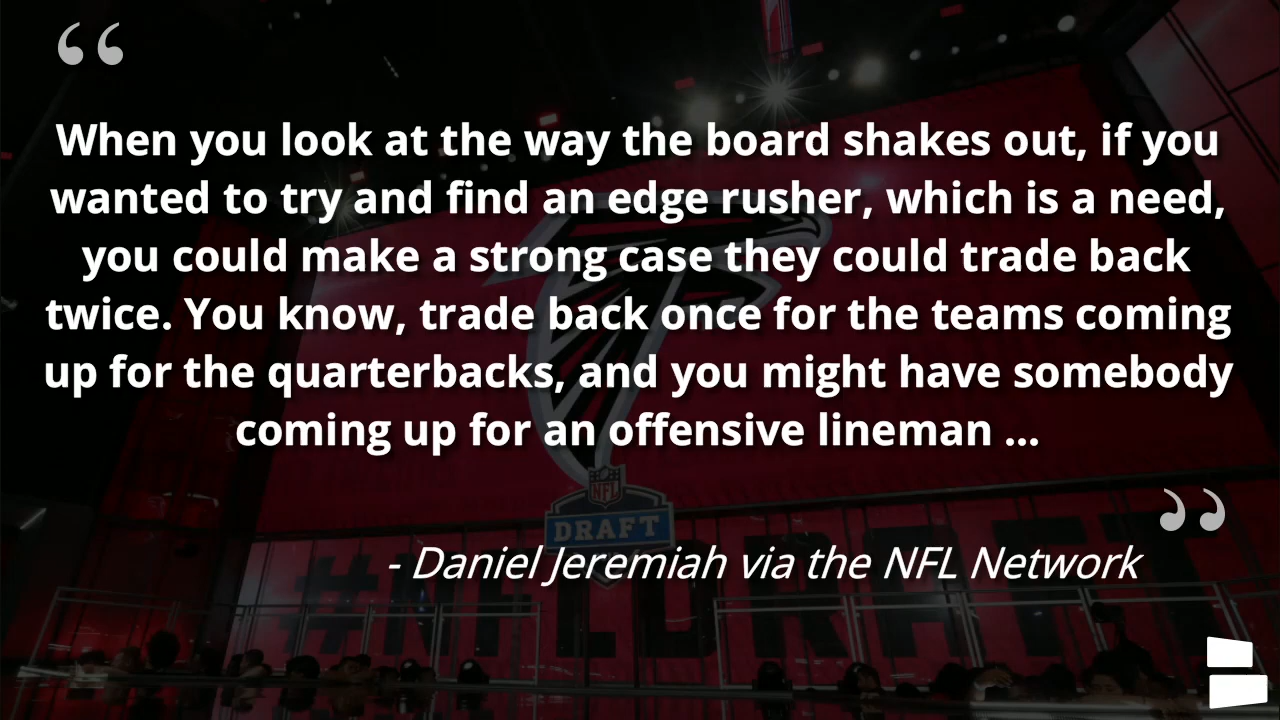 “
When you look at the way the board shakes out, if you
wanted to try and find an edge rusher, which is a need,
you could make a strong case they could trade back
twice. You know, trade back once for the teams coming
up for the quarterbacks, and you might have somebody
coming up for an offensive lineman ...
”
NFL
DRAFT
- Daniel Jeremiah via the NFL Network
#NFLDRAFT